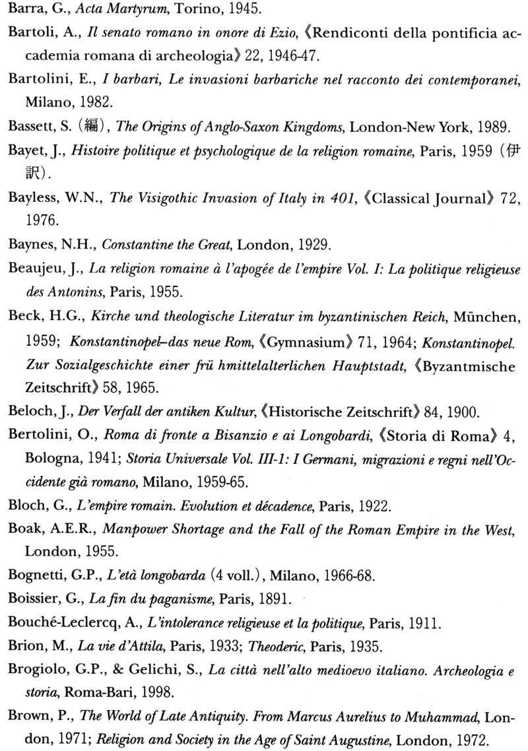 Barra, G., Acta Martyrum, Torino, 1945.
Bartoli, A., Il senato romano in onore di Ezio, 《Rendiconti della pontificia ac-
cademia romana di archeologia》 22, 1946-47.
Bartolini, E., I barbari, Le invasioni barbariche nel racconto dei contemporanei,
Milano, 1982.
Bassett, S. (編), The Origins of Anglo-Saxon Kingdoms, London-New York, 1989.
Bayet, J., Histoire politique et psychologique de la religion romaine, Paris, 1959 (伊
訳).
Bayless, W.N., The Visigothic Invasion of Italy in 401, 《Classical Journal》 72,
1976.
Baynes, N.H., Constantine the Great, London, 1929.
Beaujeu, J., La religion romaine à l'apogée de l'empire Vol. I: La politique religieuse
des Antonins, Paris, 1955.
Beck, H.G., Kirche und theologische Literatur im byzantinischen Reich, München,
1959; Konstantinopel–das neue Rom, 《Gymnasium》 71, 1964; Konstantinopel.
Zur Sozialgeschichte einer frü hmittelalterlichen Hauptstadt, 《Byzantmische
Zeitschrift》 58, 1965.
Beloch, J., Der Verfall der antiken Kultur, 《Historische Zeitschrift》 84, 1900.
Bertolini, O., Roma di fronte a Bisanzio e ai Longobardi, 《Storia di Roma》 4,
Bologna, 1941; Storia Universale Vol. III-1: I Germani, migrazioni e regni nell'Oc-
cidente già romano, Milano, 1959-65.
Bloch, G., L'empire romain. Evolution et décadence, Paris, 1922.
Boak, A.E.R., Manpower Shortage and the Fall of the Roman Empire in the West,
London, 1955.
Bognetti, G.P., L'età longobarda (4 voll.), Milano, 1966-68.
Boissier, G., La fin du paganisme, Paris, 1891.
Bouché-Leclercq, A., L'intolerance religieuse et la politique, Paris, 1911.
Brion, M., La vie d'Attila, Paris, 1933; Theoderic, Paris, 1935.
Brogiolo, G.P., & Gelichi, S., La città nell'alto medioevo italiano. Archeologia e
storia, Roma-Bari, 1998.
Brown, P., The World of Late Antiquity. From Marcus Aurelius to Muhammad, Lon-
don, 1971; Religion and Society in the Age of Saint Augustine, London, 1972.